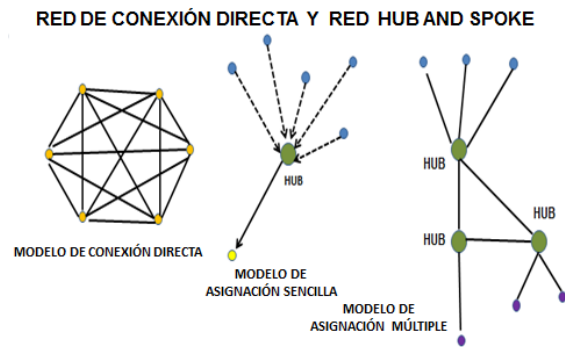 RED DE CONEXIÓN DIRECTA Y RED HUB AND SPOKE
MODELO DE CONEXIÓN DIRECTA
HUB
MODELO DE
ASIGNACIÓN SENCILLA
HUB
HUB
HUB
MODELO DE
ASIGNACIÓN MÚLTIPLE